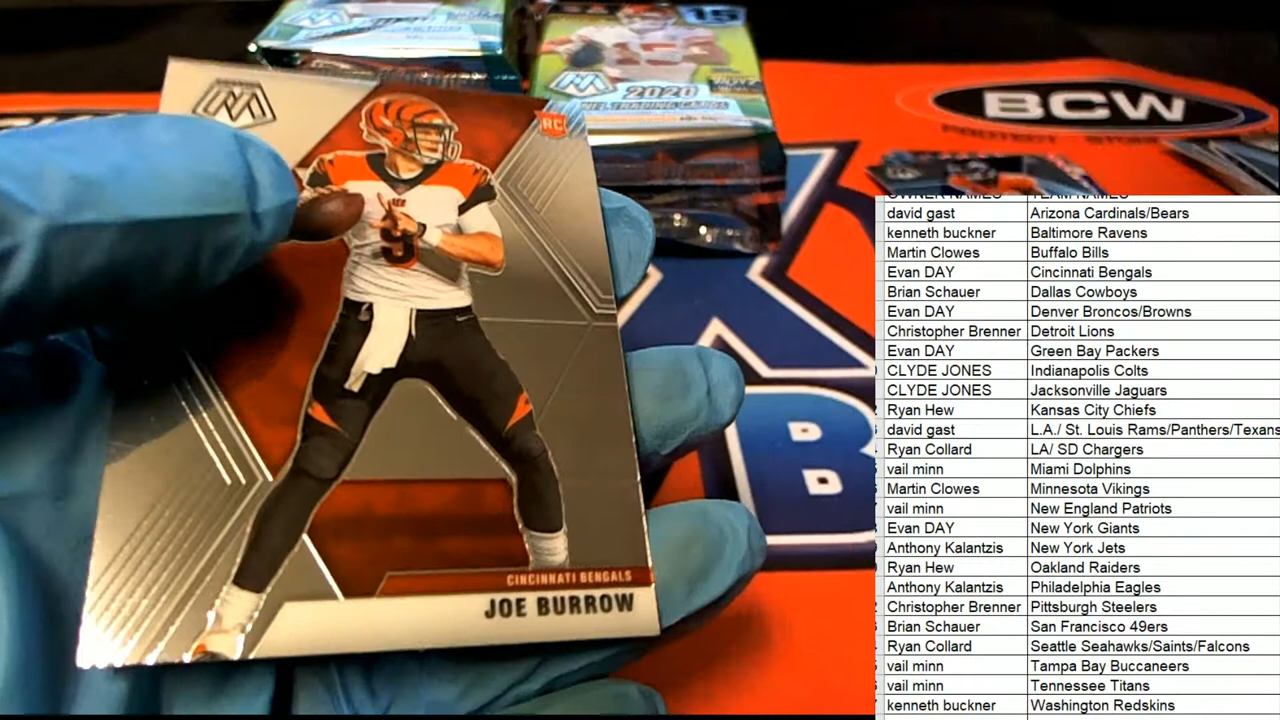 15
2020
NFL TRADING CARDS
BCW
RC
9
CINCINNATI BENGALS
JOE BURROW
B
OWNER NAMES TEAM NAMES
david gast Arizona Cardinals/Bears
kenneth buckner Baltimore Ravens
Martin Clowes Buffalo Bills
Evan DAY Cincinnati Bengals
Brian Schauer Dallas Cowboys
Evan DAY Denver Broncos/Browns
Christopher Brenner Detroit Lions
Evan DAY Green Bay Packers
CLYDE JONES Indianapolis Colts
CLYDE JONES Jacksonville Jaguars
Ryan Hew Kansas City Chiefs
david gast L.A./ St. Louis Rams/Panthers/Texans
Ryan Collard LA/ SD Chargers
vail minn Miami Dolphins
Martin Clowes Minnesota Vikings
vail minn New England Patriots
Evan DAY New York Giants
Anthony Kalantzis New York Jets
Ryan Hew Oakland Raiders
Anthony Kalantzis Philadelphia Eagles
Christopher Brenner Pittsburgh Steelers
Brian Schauer San Francisco 49ers
Ryan Collard Seattle Seahawks/Saints/Falcons
vail minn Tampa Bay Buccaneers
vail minn Tennessee Titans
kenneth buckner Washington Redskins